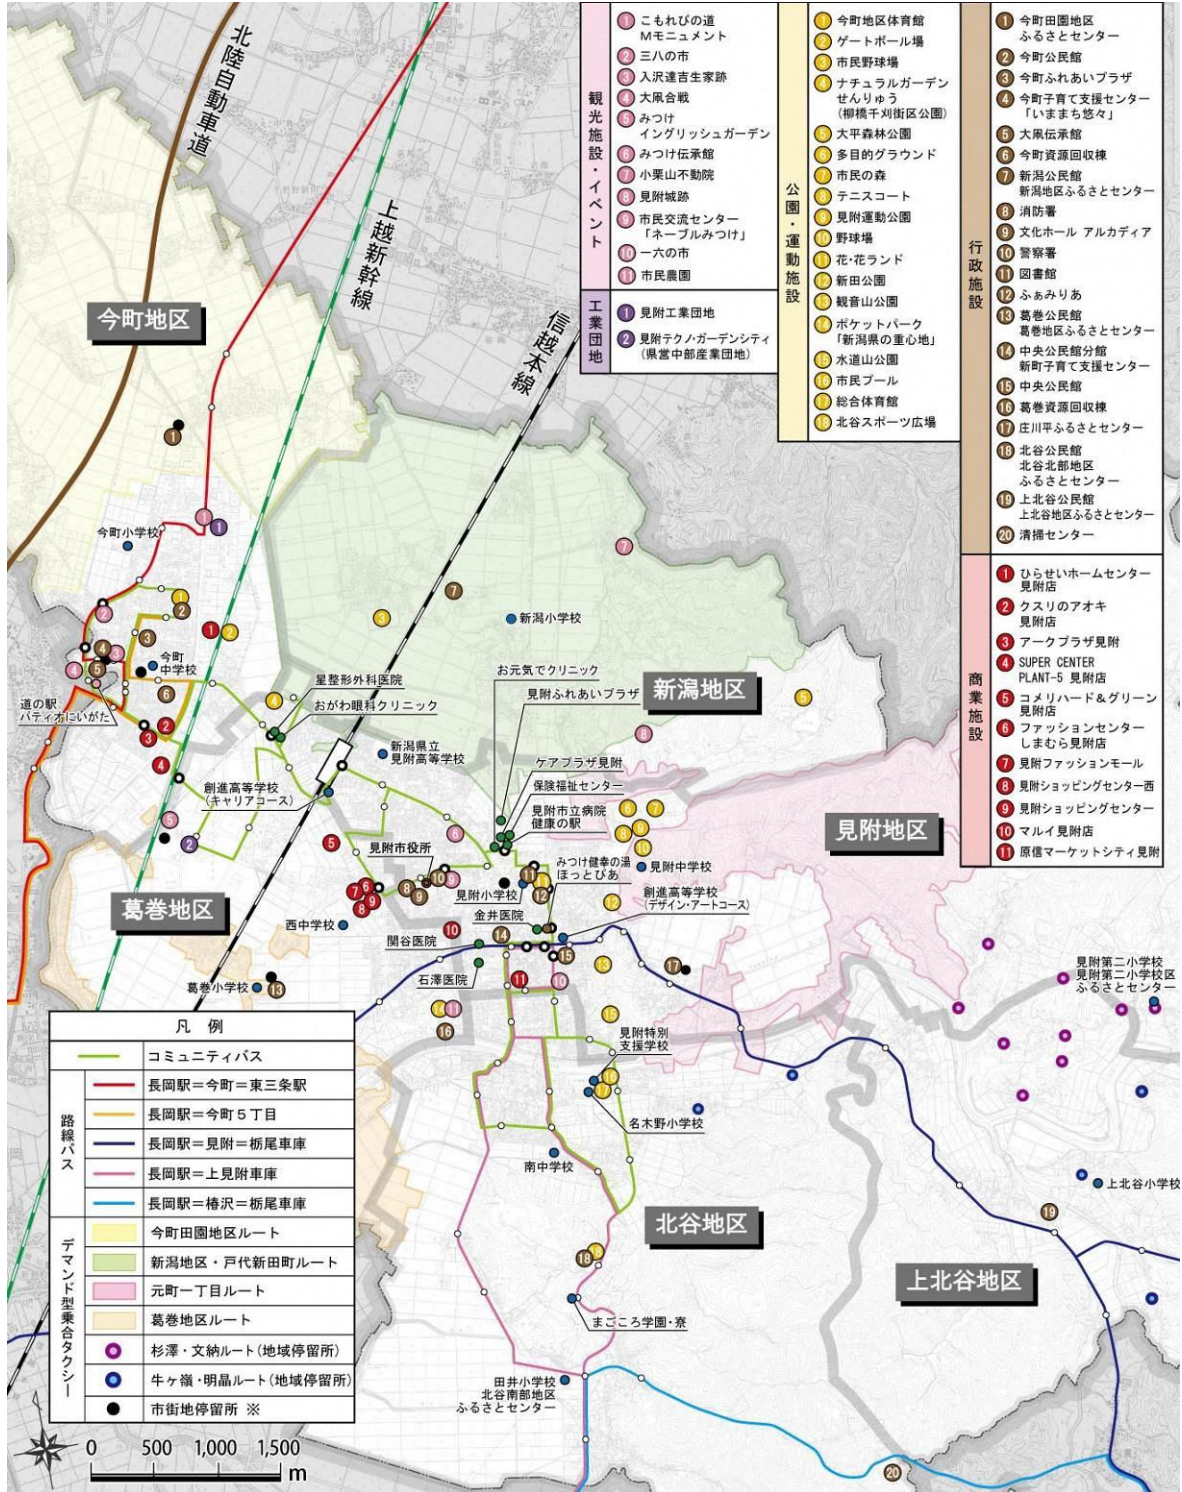 観光施設・イベント
1 こもれびの道
Mモニュメント
2 三八の市
3 入沢達吉生家跡
4 大凧合戦
5 みつけ
イングリッシュガーデン
6 みつけ伝承館
7 小栗山不動院
8 見附城跡
9 市民交流センター
「ネーブルみつけ」
10 一六の市
11 市民農園
工業団地
1 見附工業団地
2 見附テクノ・ガーデンシティ
(県営中部産業団地)
公園・運動施設
1 今町地区体育館
2 ゲートボール場
3 市民野球場
4 ナチュラルガーデン
せんりゅう
(柳橋千刈街区公園)
5 大平森林公園
6 多目的グラウンド
7 市民の森
8 テニスコート
9 見附運動公園
10 野球場
11 花・花ランド
12 新田公園
13 観音山公園
14 ポケットパーク
「新潟県の重心地」
15 水道山公園
16 市民プール
17 総合体育館
18 北谷スポーツ広場
行政施設
1 今町田園地区
ふるさとセンター
2 今町公民館
3 今町ふれあいプラザ
4 今町子育て支援センター
「いままち悠々」
5 大凧伝承館
6 今町資源回収棟
7 新潟公民館
新潟地区ふるさとセンター
8 消防署
9 文化ホール アルカディア
10 警察署
11 図書館
12 ふぁみりあ
13 葛巻公民館
葛巻地区ふるさとセンター
14 中央公民館分館
新町子育て支援センター
15 中央公民館
16 葛巻資源回収棟
17 庄川平ふるさとセンター
18 北谷公民館
北谷北部地区
ふるさとセンター
19 上北谷公民館
上北谷地区ふるさとセンター
20 清掃センター
商業施設
1 ひらせいホームセンター
見附店
2 クスリのアオキ
見附店
3 アークプラザ見附
4 SUPER CENTER
PLANT-5 見附店
5 コメリハード&グリーン
見附店
6 ファッションセンター
しまむら見附店
7 見附ファッションモール
8 見附ショッピングセンター西
9 見附ショッピングセンター
10 マルイ見附店
11 原信マーケットシティ見附
北陸自動車道
上越新幹線
信越本線
今町地区
今町小学校
今町
中学校
道の駅
パティオにいがた
星整形外科医院
おがわ眼科クリニック
新潟県立
見附高等学校
創進高等学校
(キャリアコース)
新潟小学校
お元気でクリニック
見附ふれあいプラザ
新潟地区
ケアプラザ見附
保険福祉センター
見附市立病院
健康の駅
見附地区
見附市役所
みつけ健幸の湯
ほっとぴあ
見附中学校
見附小学校
創進高等学校
(デザイン・アートコース)
葛巻地区
西中学校
金井医院
関谷医院
石澤医院
葛巻小学校
見附第二小学校
見附第二小学校区
ふるさとセンター
見附特別
支援学校
名木野小学校
南中学校
上北谷小学校
北谷地区
上北谷地区
まごころ学園・寮
田井小学校
北谷南部地区
ふるさとセンター
凡 例
コミュニティバス
路線バス
長岡駅=今町=東三条駅
長岡駅=今町5丁目
長岡駅=見附=栃尾車庫
長岡駅=上見附車庫
長岡駅=椿沢=栃尾車庫
デマンド型乗合タクシー
今町田園地区ルート
新潟地区・戸代新田町ルート
元町一丁目ルート
葛巻地区ルート
杉澤・文納ルート(地域停留所)
牛ヶ嶺・明晶ルート(地域停留所)
市街地停留所 ※
0 500 1,000 1,500
m